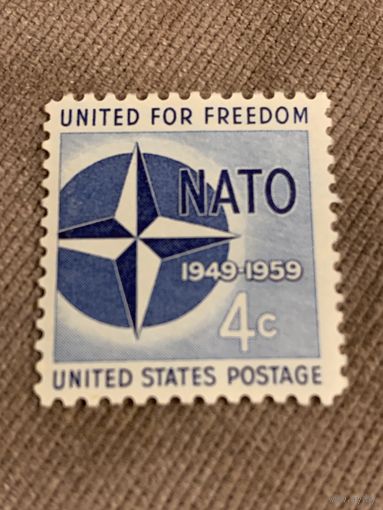 UNITED FOR FREEDOM
NATO
1949-1959
4c
UNITED STATES POSTAGE